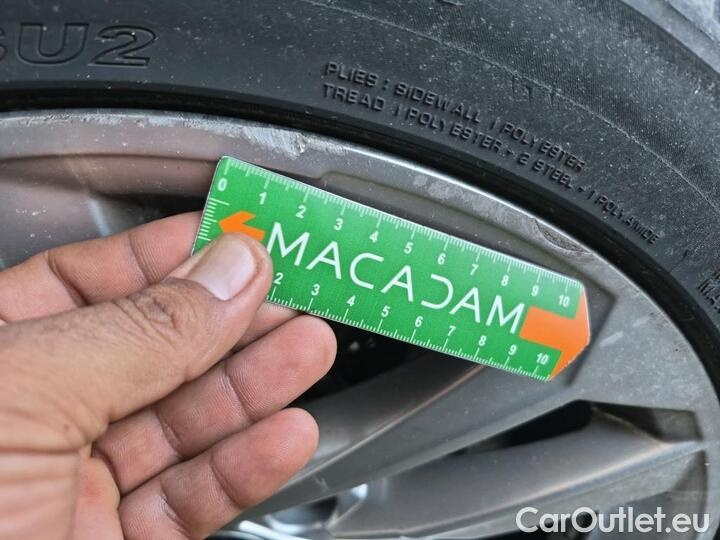 SU2
PLIES : SIDEWALL 1 POLYESTER
TREAD 1 POLYESTER + 2 STEEL + 1 POLYAMIDE
0 1 2 3 4 5 6 7 8 9 10
MACADAM
2 3 4 5 6 7 8 9 10
CarOutlet.eu